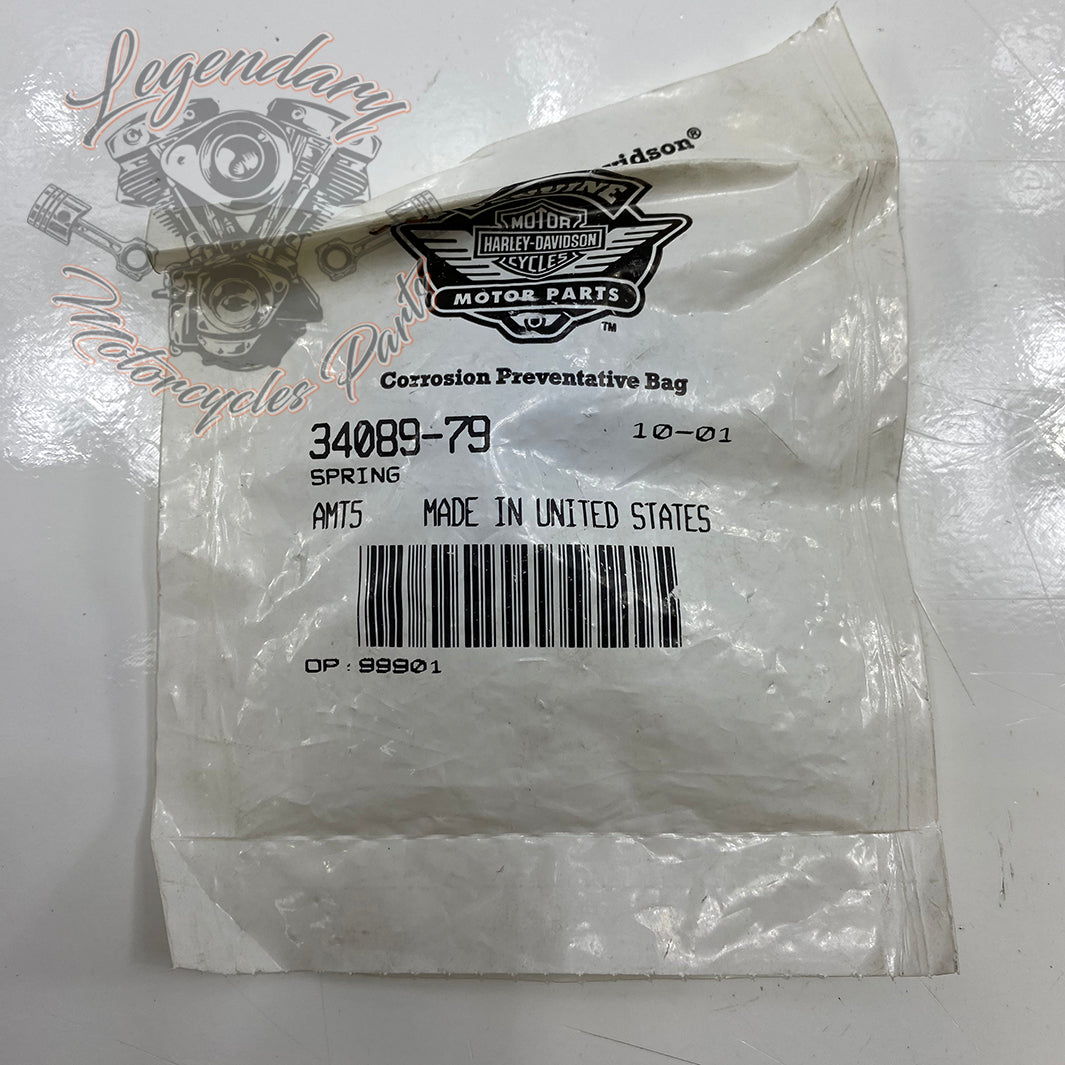 Legendary
Motorcycles Parts
MOTOR
HARLEY-DAVIDSON
CYCLES
MOTOR PARTS
TM
Corrosion Preventative Bag
34089-79 10-01
SPRING
AMT5 MADE IN UNITED STATES
OP: 99901